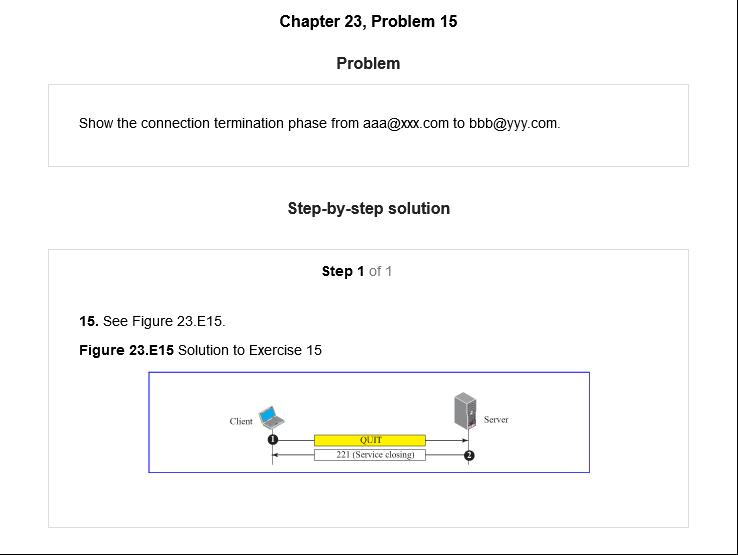 Chapter 23, Problem 15
Problem
Show the connection termination phase from aaa@xxx.com to bbb@yyy.com.
Step-by-step solution
Step 1 of 1
15. See Figure 23.E15.
Figure 23.E15 Solution to Exercise 15
Client
Server
1 QUIT
221 (Service closing) 2